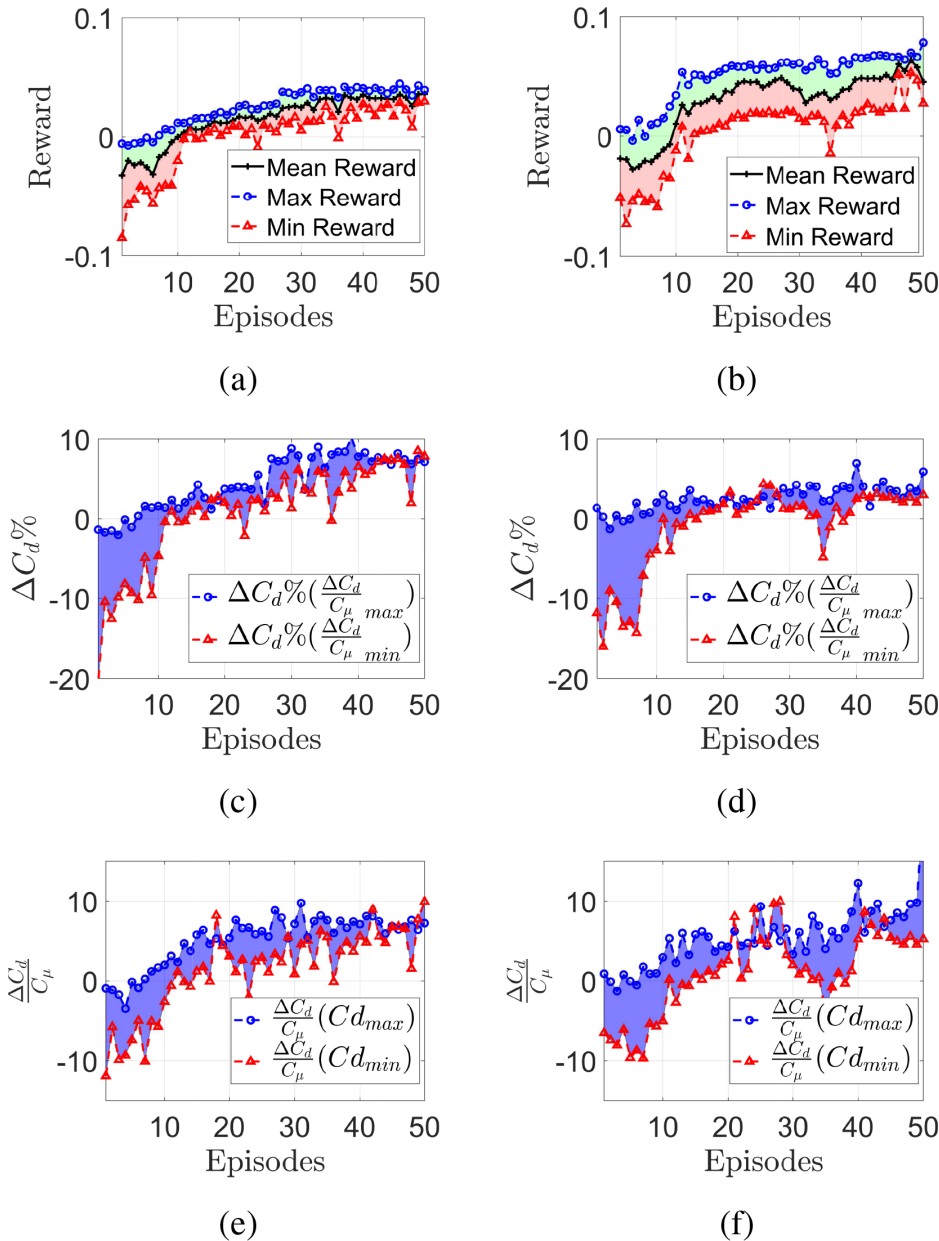 0.1
0
-0.1
Reward
Mean Reward
Max Reward
Min Reward
10 20 30 40 50
Episodes
(a)
0.1
0
-0.1
Reward
Mean Reward
Max Reward
Min Reward
10 20 30 40 50
Episodes
(b)
10
0
-10
-20
ΔC_d%
ΔC_d%(ΔC_d/C_μ max)
ΔC_d%(ΔC_d/C_μ min)
10 20 30 40 50
Episodes
(c)
10
0
-10
-20
ΔC_d%
ΔC_d%(ΔC_d/C_μ max)
ΔC_d%(ΔC_d/C_μ min)
10 20 30 40 50
Episodes
(d)
10
0
-10
ΔC_d/C_μ
ΔC_d/C_μ(Cd_max)
ΔC_d/C_μ(Cd_min)
10 20 30 40 50
Episodes
(e)
10
0
-10
ΔC_d/C_μ
ΔC_d/C_μ(Cd_max)
ΔC_d/C_μ(Cd_min)
10 20 30 40 50
Episodes
(f)